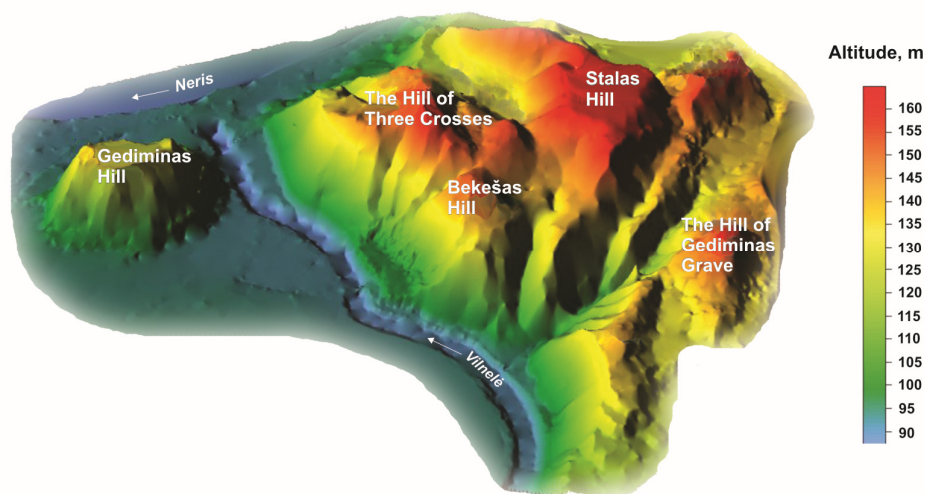 Altitude, m
Neris
Stalas
Hill
The Hill of
Three Crosses
Gediminas
Hill
Bekešas
Hill
The Hill of
Gediminas
Grave
Vilnelė
160
155
150
145
140
135
130
125
120
115
110
105
100
95
90